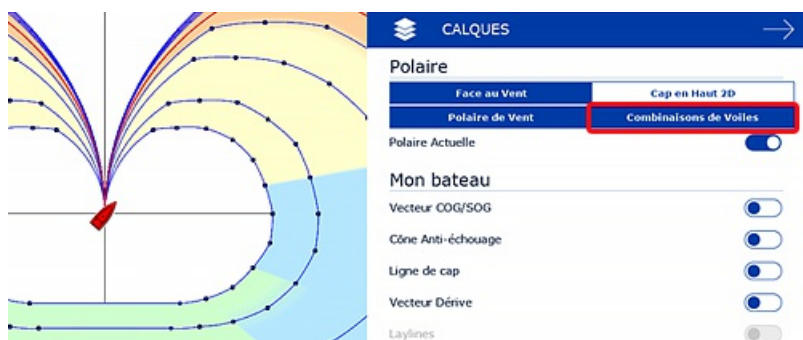 CALQUES
Polaire
Face au Vent
Cap en Haut 2D
Polaire de Vent
Combinaisons de Voiles
Polaire Actuelle
Mon bateau
Vecteur COG/SOG
Cône Anti-échouage
Ligne de cap
Vecteur Dérive
Laylines